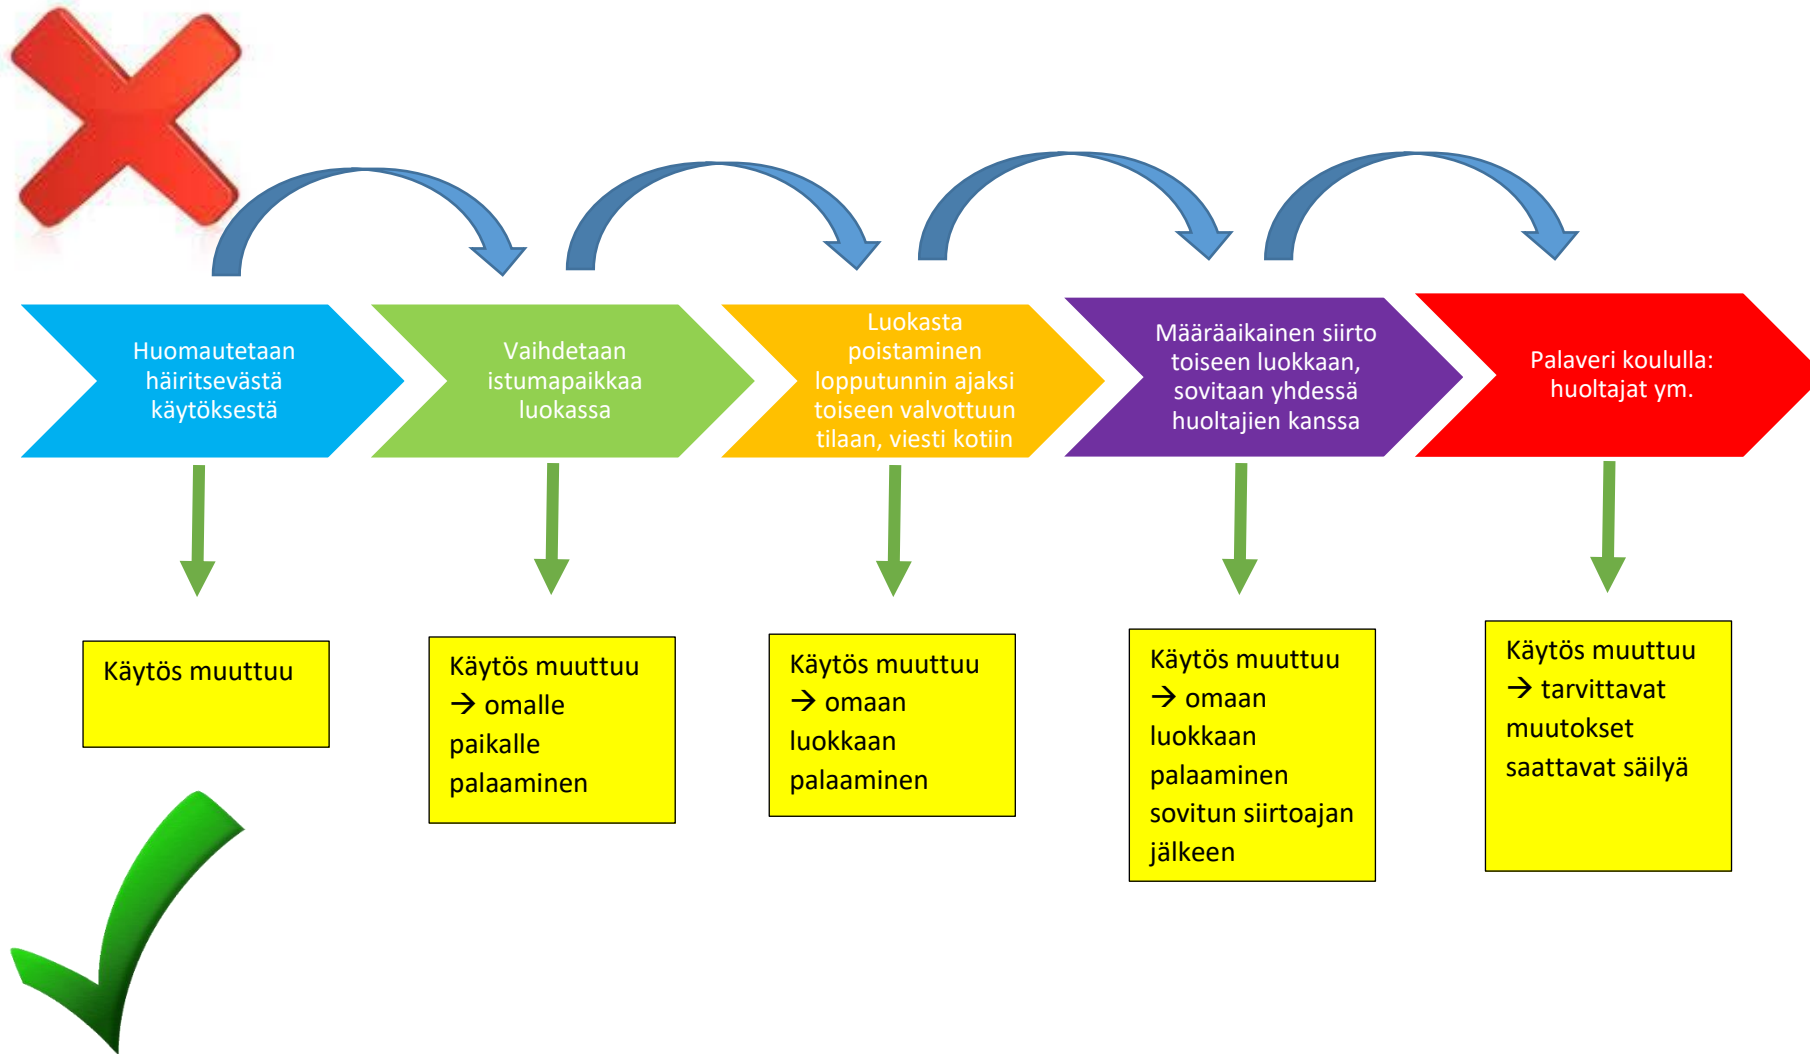 Huomautetaan
häiritsevästä
käytöksestä
Vaihdetaan
istumapaikkaa
luokassa
Luokasta
poistaminen
lopputunnin ajaksi
toiseen valvottuun
tilaan, viesti kotiin
Määräaikainen siirto
toiseen luokkaan,
sovitaan yhdessä
huoltajien kanssa
Palaveri koululla:
huoltajat ym.
Käytös muuttuu
Käytös muuttuu
→ omalle
paikalle
palaaminen
Käytös muuttuu
→ omaan
luokkaan
palaaminen
Käytös muuttuu
→ omaan
luokkaan
palaaminen
sovitun siirtoajan
jälkeen
Käytös muuttuu
→ tarvittavat
muutokset
saattavat säilyä